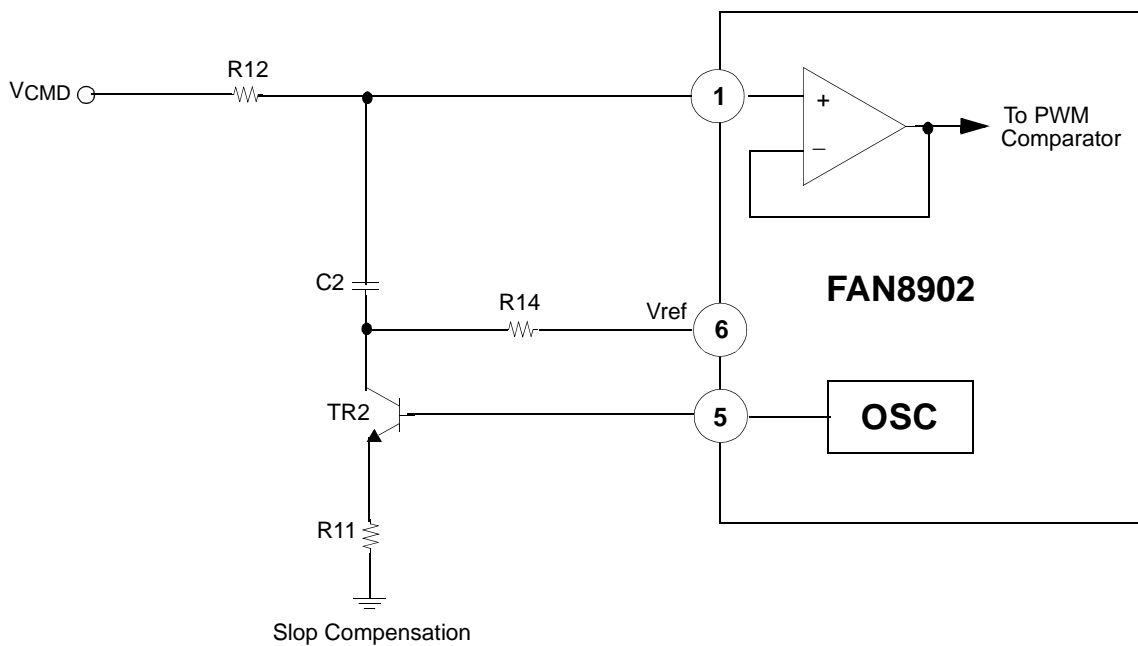 R12
VCMD
1
+
−
To PWM
Comparator
C2
R14
Vref
6
FAN8902
TR2
5
OSC
R11
Slop Compensation